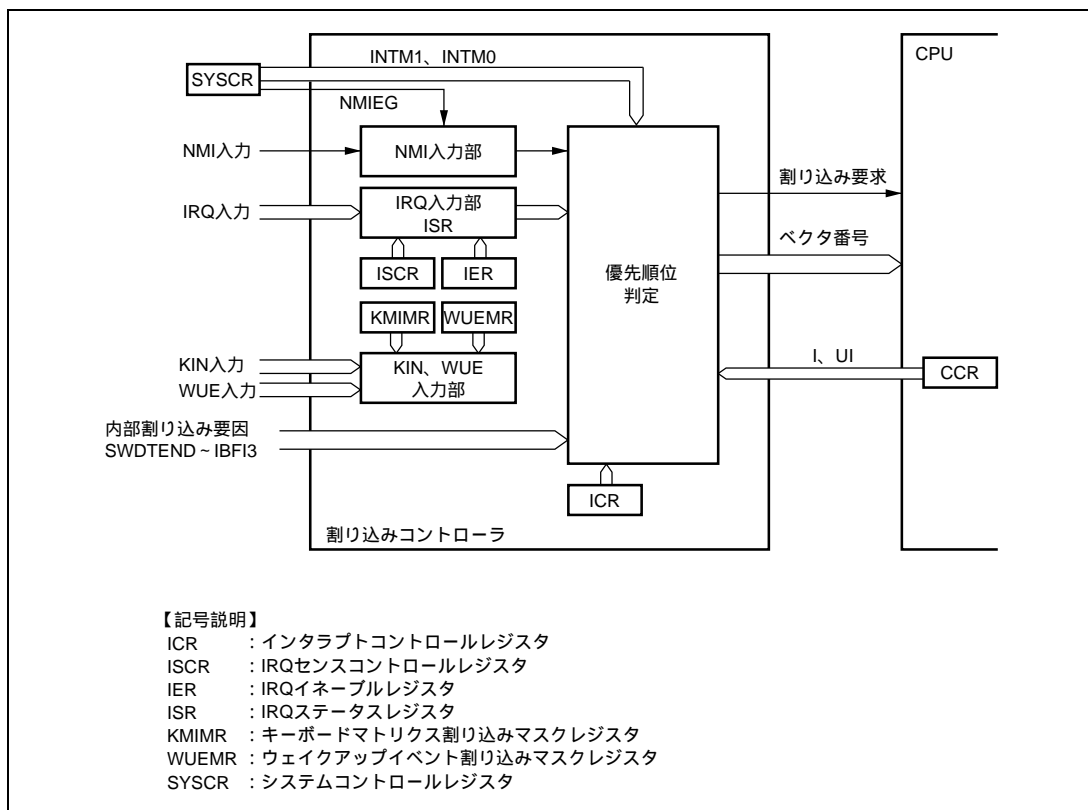 INTM1、INTM0
CPU
SYSCR
NMIEG
NMI入力
NMI入力部
割り込み要求
IRQ入力
IRQ入力部
ISR
ベクタ番号
ISCR
IER
優先順位
判定
KMIMR
WUEMR
I、UI
KIN入力
KIN、WUE
CCR
WUE入力
入力部
内部割り込み要因
SWDTEND~IBFI3
ICR
割り込みコントローラ
【記号説明】
ICR :インタラプトコントロールレジスタ
ISCR :IRQセンスコントロールレジスタ
IER :IRQイネーブルレジスタ
ISR :IRQステータスレジスタ
KMIMR :キーボードマトリクス割り込みマスクレジスタ
WUEMR :ウェイクアップイベント割り込みマスクレジスタ
SYSCR :システムコントロールレジスタ